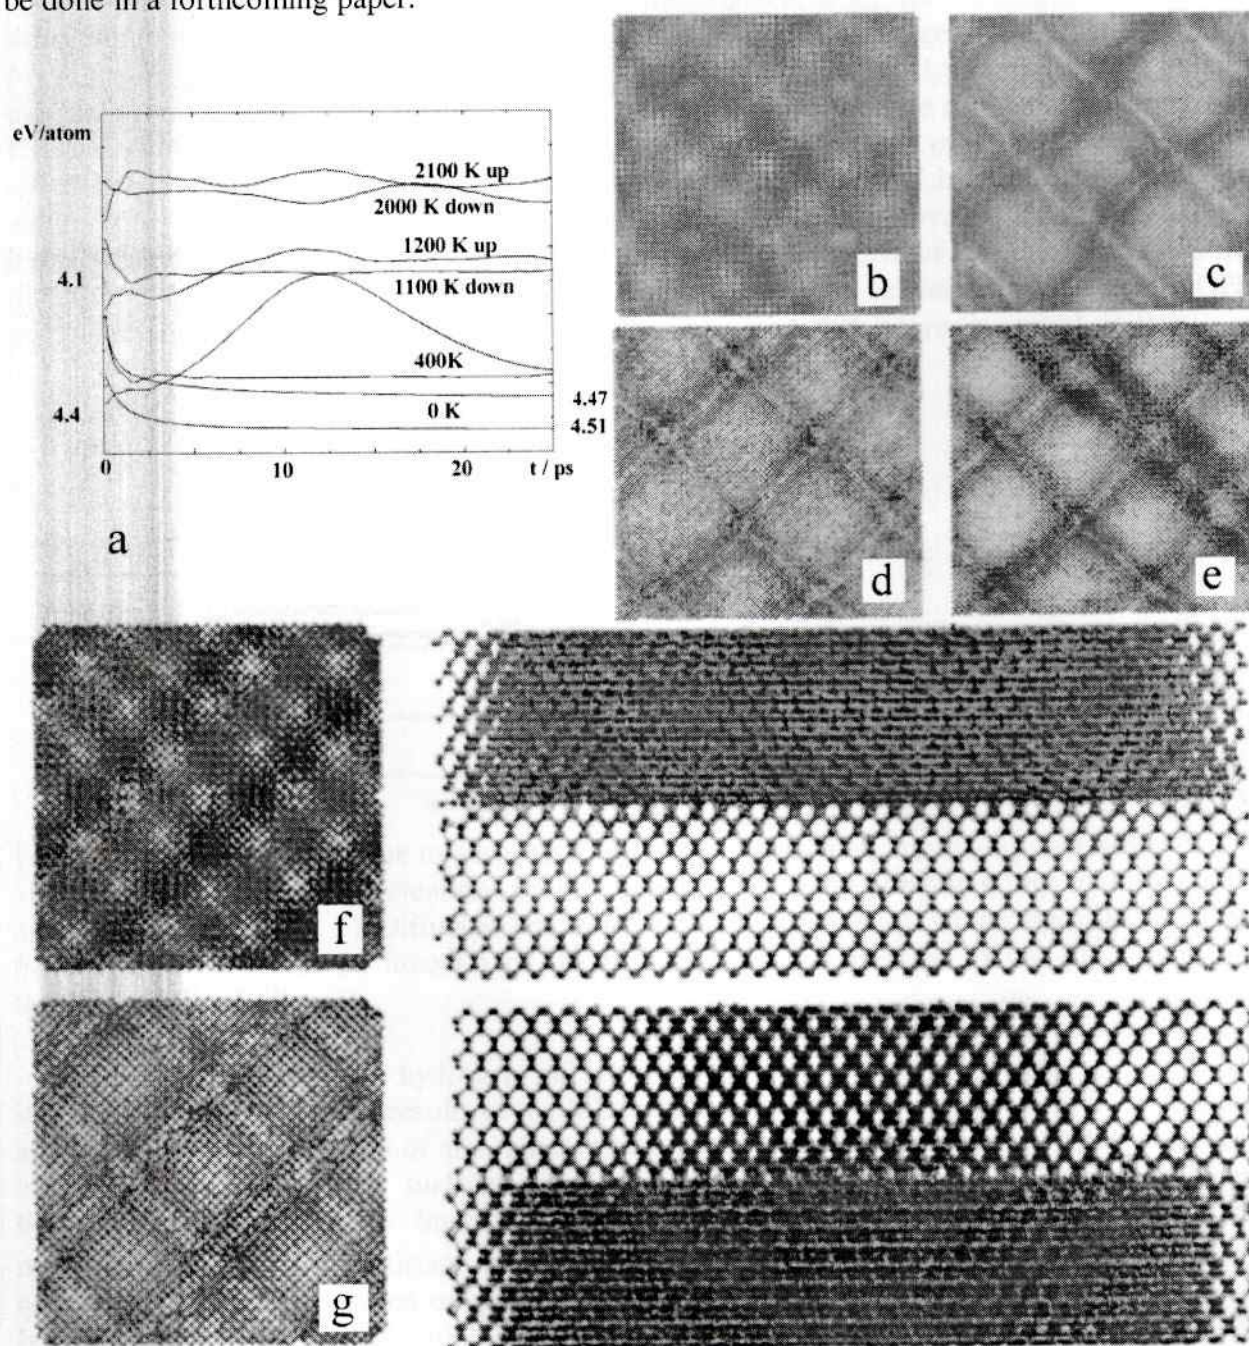 be done in a forthcoming paper.
eV/atom
2100 K up
2000 K down
1200 K up
4.1
1100 K down
400K
4.47
4.4
0 K
4.51
0
10
20
t / ps
a
b
c
d
e
f
g